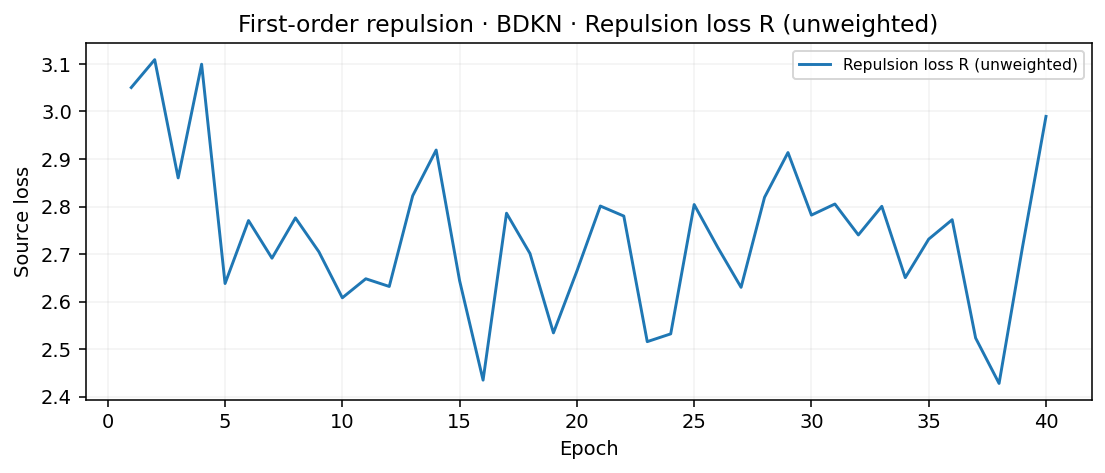 First-order repulsion · BDKN · Repulsion loss R (unweighted)
Repulsion loss R (unweighted)
Source loss
3.1
3.0
2.9
2.8
2.7
2.6
2.5
2.4
0 5 10 15 20 25 30 35 40
Epoch